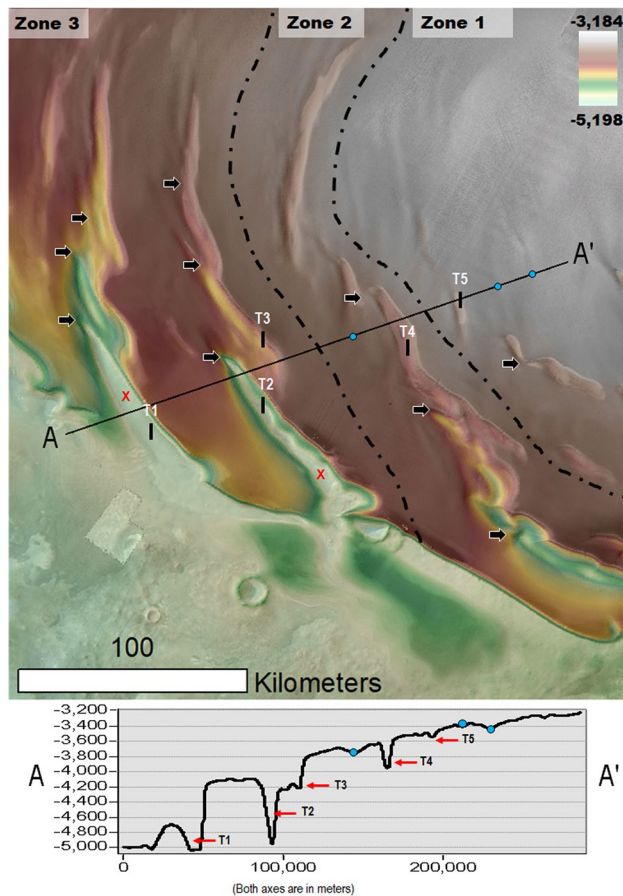 Zone 3 Zone 2 Zone 1 -3,184
-5,198
A'
T5
T3
T4
T2
X
T1
A
X
100
Kilometers
-3,200
-3,400
-3,600
-3,800
-4,000
-4,200
-4,400
-4,600
-4,800
-5,000
A A'
T5
T4
T3
T2
T1
0 100,000 200,000
(Both axes are in meters)